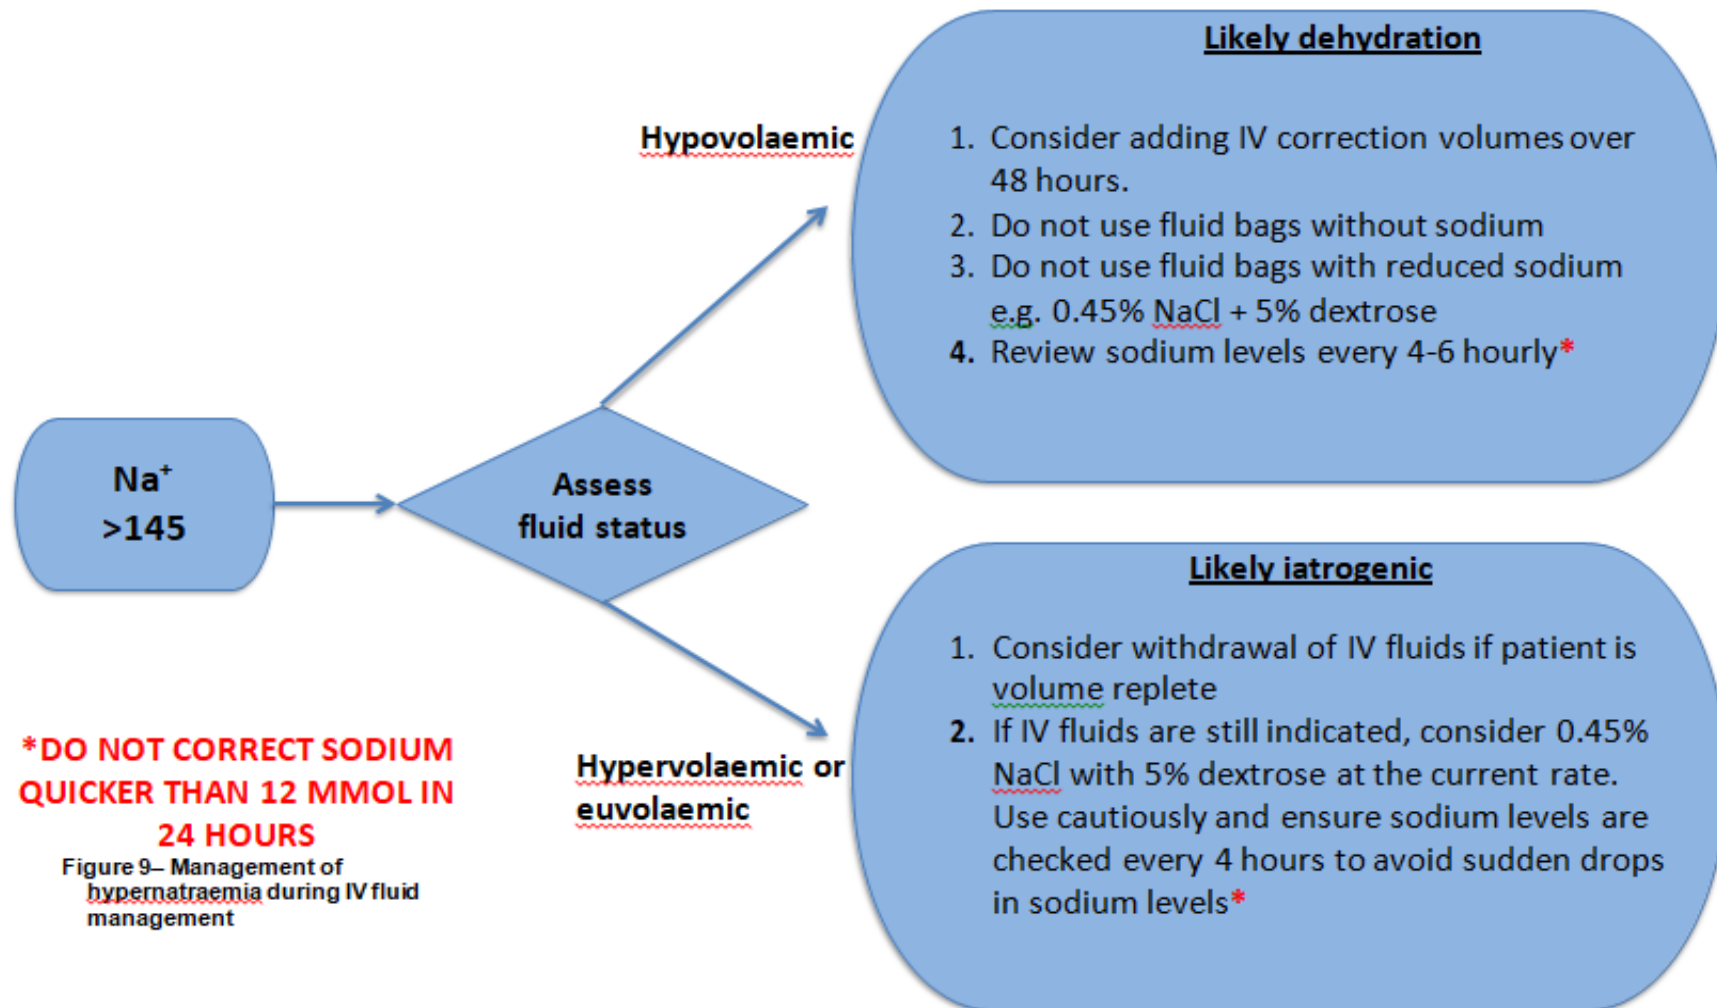 Na⁺
>145
Assess
fluid status
Hypovolaemic
Likely dehydration
1. Consider adding IV correction volumes over
48 hours.
2. Do not use fluid bags without sodium
3. Do not use fluid bags with reduced sodium
e.g. 0.45% NaCl + 5% dextrose
4. Review sodium levels every 4-6 hourly*
Hypervolaemic or
euvolaemic
Likely iatrogenic
1. Consider withdrawal of IV fluids if patient is
volume replete
2. If IV fluids are still indicated, consider 0.45%
NaCl with 5% dextrose at the current rate.
Use cautiously and ensure sodium levels are
checked every 4 hours to avoid sudden drops
in sodium levels*
*DO NOT CORRECT SODIUM
QUICKER THAN 12 MMOL IN
24 HOURS
Figure 9– Management of
hypernatraemia during IV fluid
management